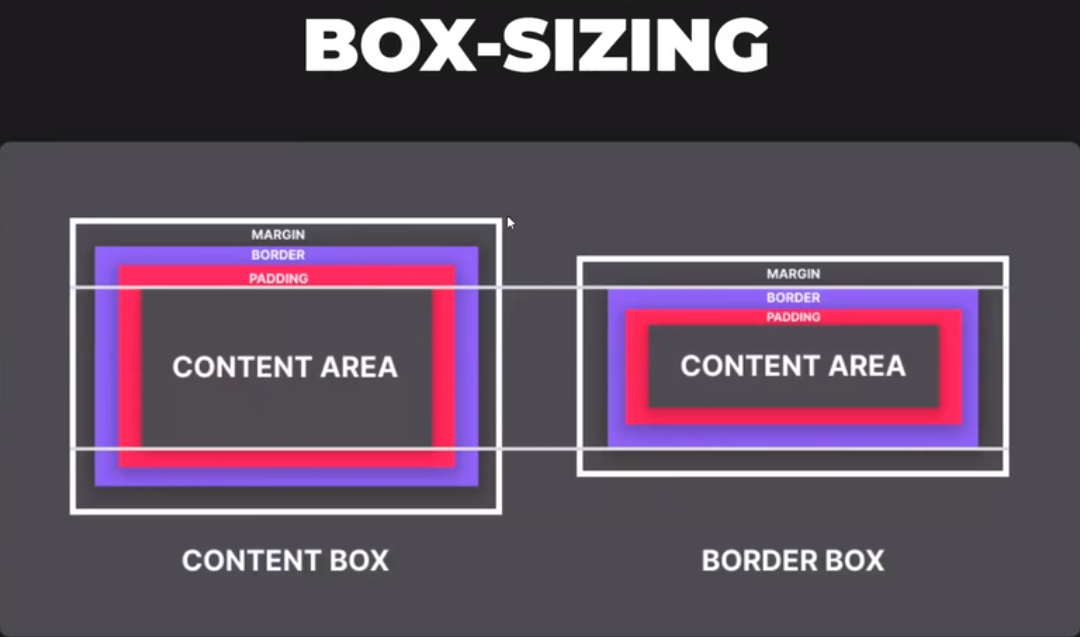 BOX-SIZING
MARGIN
BORDER
PADDING
CONTENT AREA
CONTENT BOX
MARGIN
BORDER
PADDING
CONTENT AREA
BORDER BOX